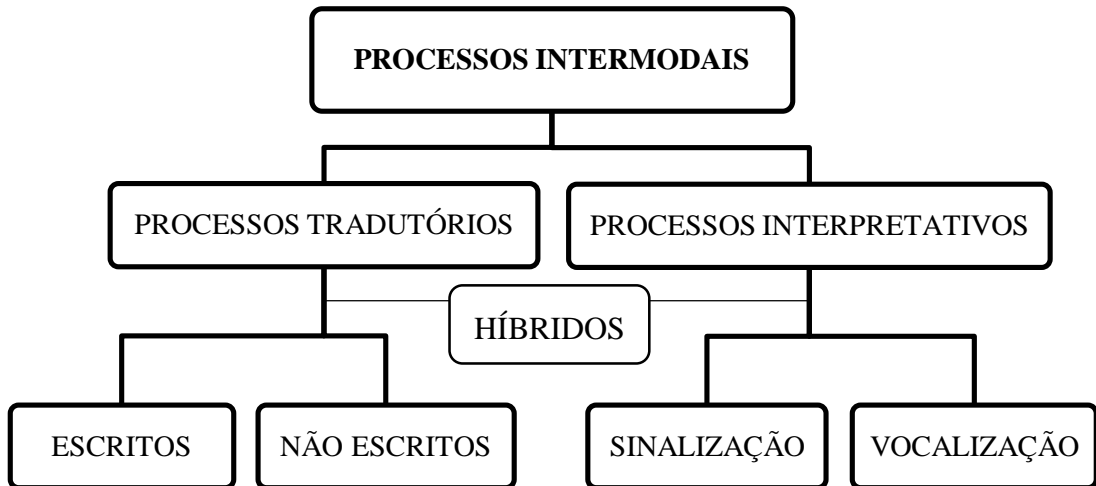 PROCESSOS INTERMODAIS
PROCESSOS TRADUTÓRIOS
PROCESSOS INTERPRETATIVOS
HÍBRIDOS
ESCRITOS
NÃO ESCRITOS
SINALIZAÇÃO
VOCALIZAÇÃO